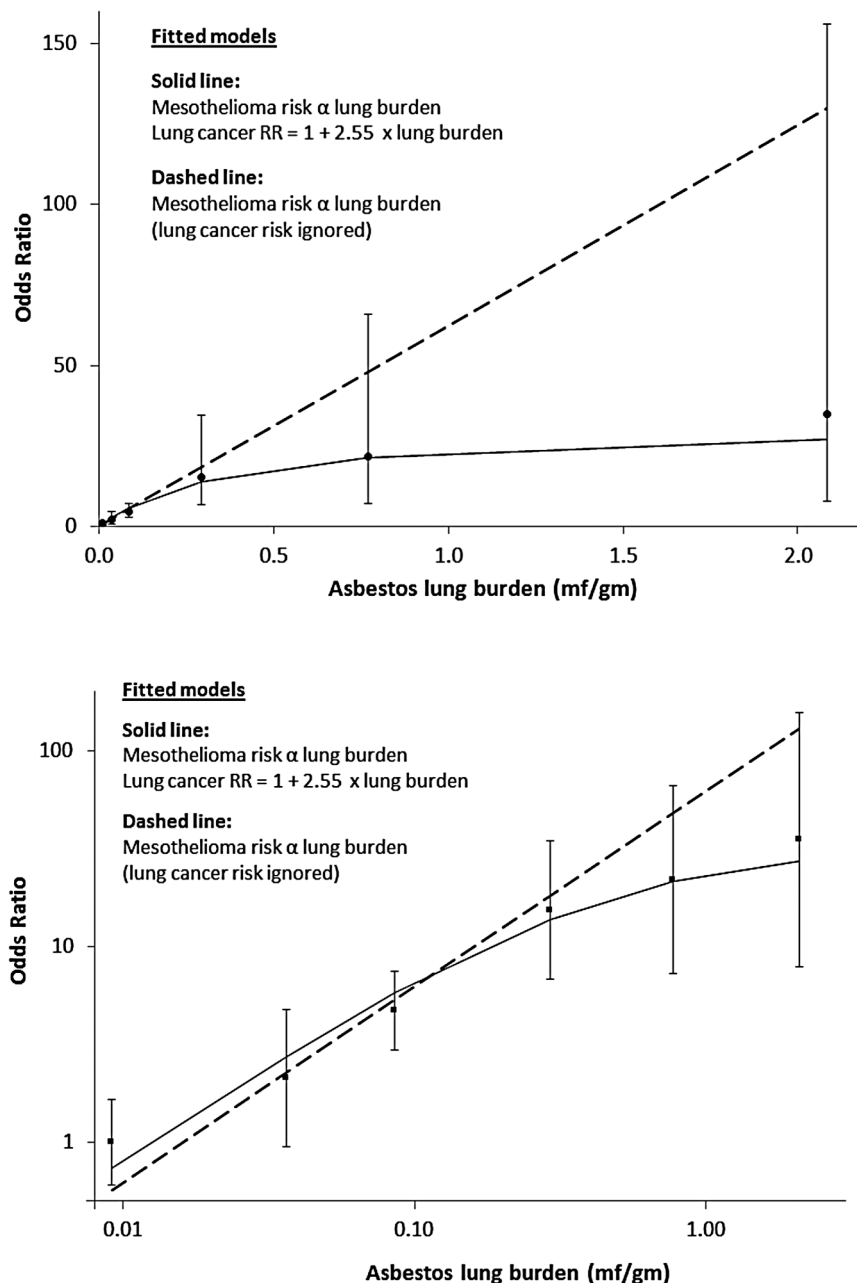 Fitted models
Solid line:
Mesothelioma risk α lung burden
Lung cancer RR = 1 + 2.55 x lung burden
Dashed line:
Mesothelioma risk α lung burden
(lung cancer risk ignored)
150
100
50
0
Odds Ratio
0.0 0.5 1.0 1.5 2.0
Asbestos lung burden (mf/gm)
Fitted models
Solid line:
Mesothelioma risk α lung burden
Lung cancer RR = 1 + 2.55 x lung burden
Dashed line:
Mesothelioma risk α lung burden
(lung cancer risk ignored)
100
10
1
Odds Ratio
0.01 0.10 1.00
Asbestos lung burden (mf/gm)